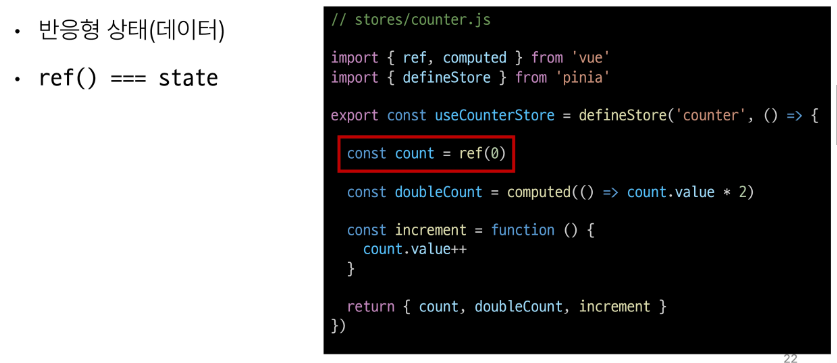 • 반응형 상태(데이터)
• ref() === state
// stores/counter.js
import { ref, computed } from 'vue'
import { defineStore } from 'pinia'
export const useCounterStore = defineStore('counter', () => {
  const count = ref(0)
  const doubleCount = computed(() => count.value * 2)
  const increment = function () {
    count.value++
  }
  return { count, doubleCount, increment }
})
22